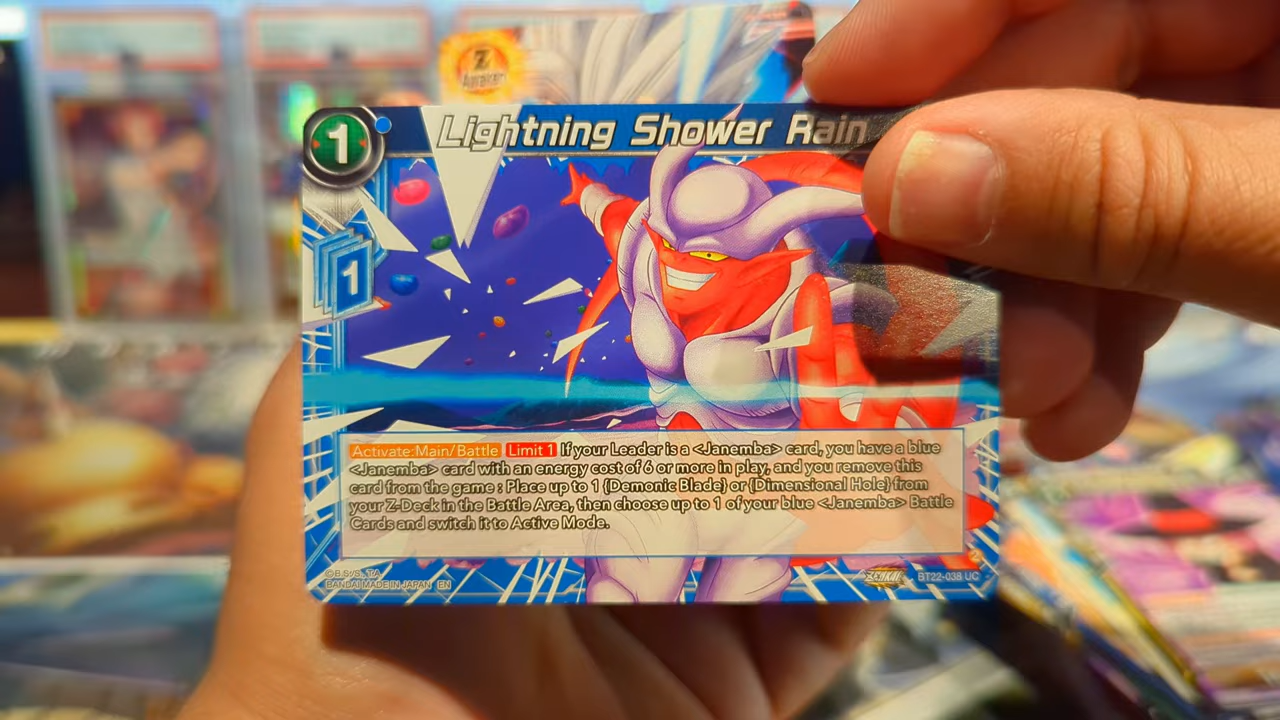 Z
Awaken
1
Lightning Shower Rain
1
Activate:Main/Battle Limit 1 If your Leader is a <Janemba> card, you have a blue
<Janemba> card with an energy cost of 6 or more in play, and you remove this
card from the game : Place up to 1 {Demonic Blade} or {Dimensional Hole} from
your Z-Deck in the Battle Area, then choose up to 1 of your blue <Janemba> Battle
Cards and switch it to Active Mode.
BANDAI MADE IN JAPAN EN
ZENKAI
BT22-038 UC